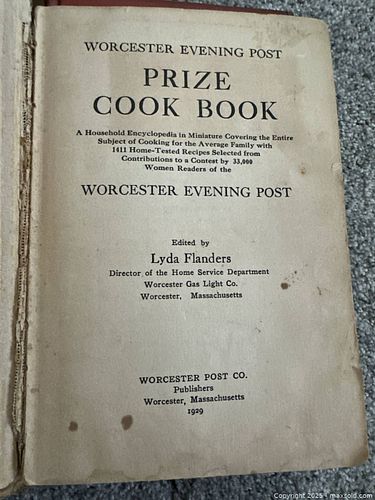 WORCESTER EVENING POST
PRIZE
COOK BOOK
A Household Encyclopedia in Miniature Covering the Entire
Subject of Cooking for the Average Family with
1411 Home-Tested Recipes Selected from
Contributions to a Contest by 33,000
Women Readers of the
WORCESTER EVENING POST
Edited by
Lyda Flanders
Director of the Home Service Department
Worcester Gas Light Co.
Worcester, Massachusetts
WORCESTER POST CO.
Publishers
Worcester, Massachusetts
1929
Copyright 2025 - maxsold.com